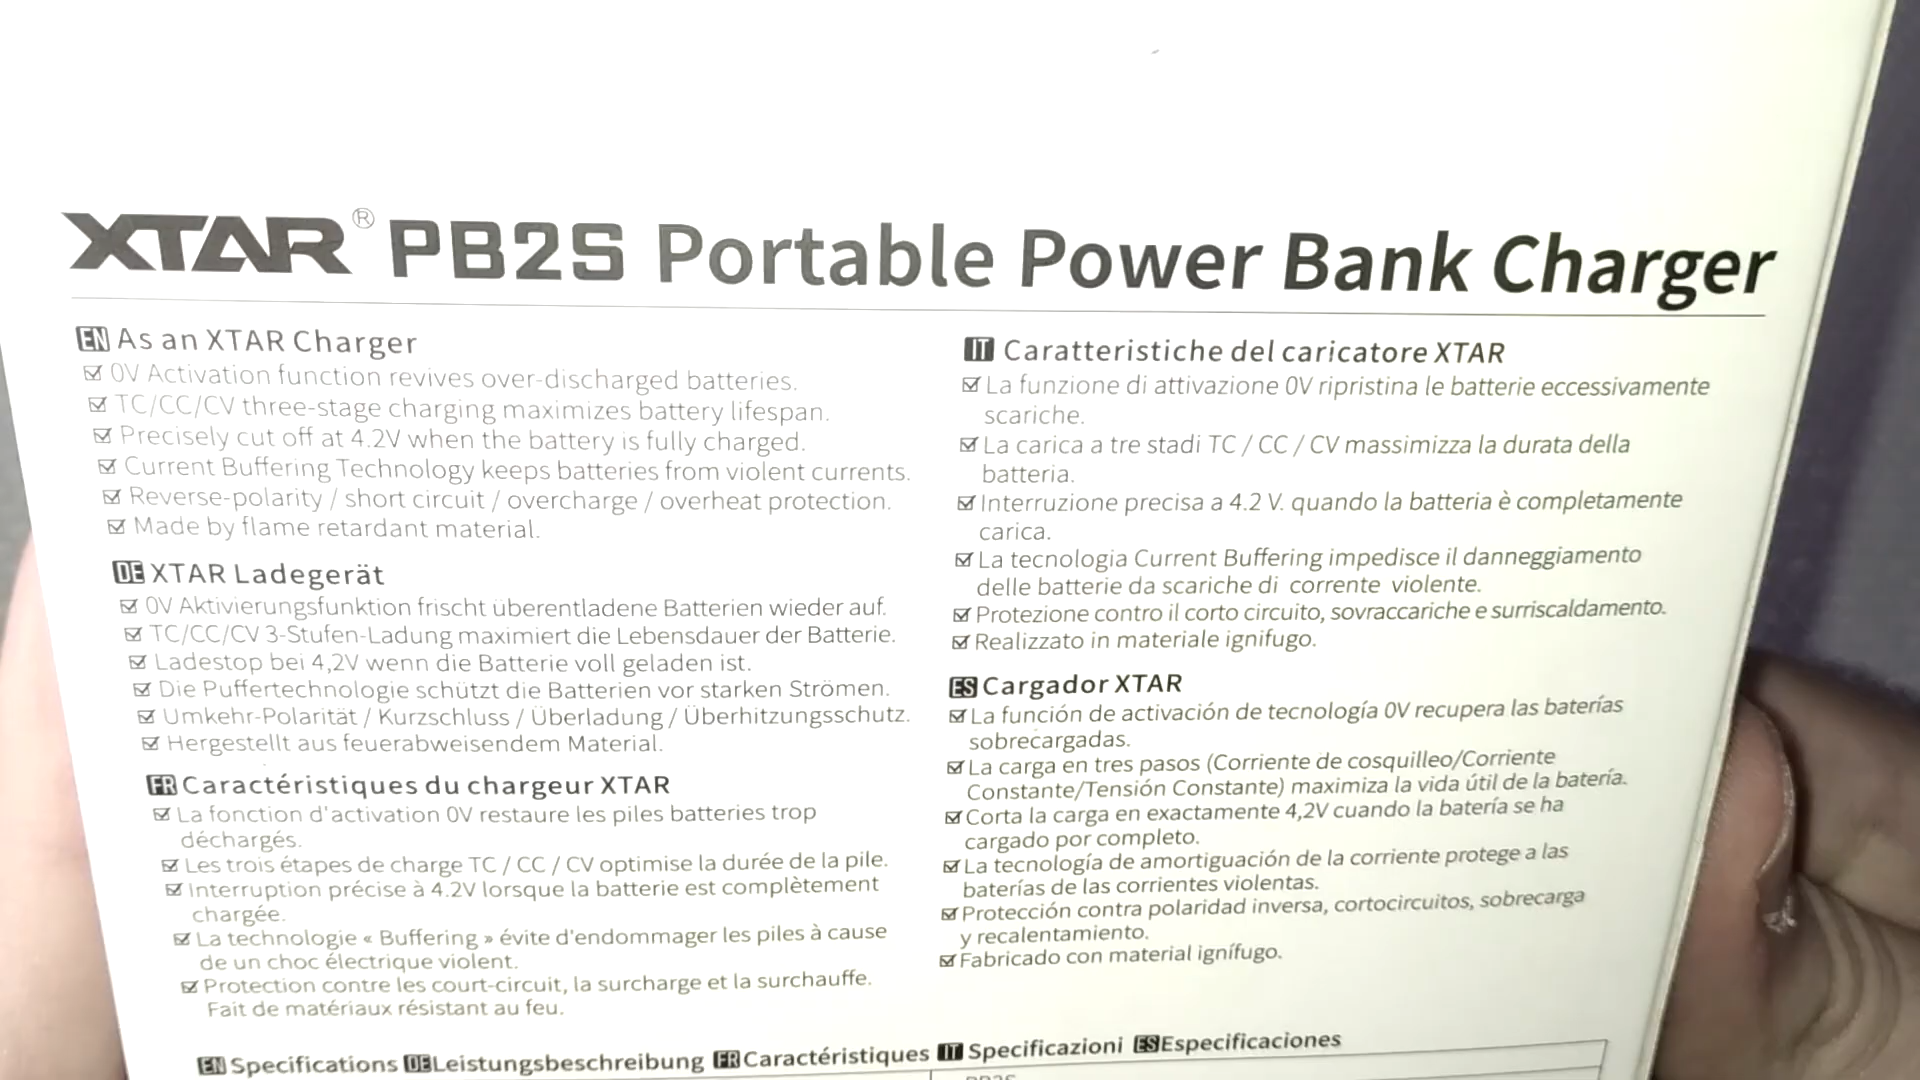 XTAR® PB2S Portable Power Bank Charger
EN As an XTAR Charger
☑ 0V Activation function revives over-discharged batteries.
☑ TC/CC/CV three-stage charging maximizes battery lifespan.
☑ Precisely cut off at 4.2V when the battery is fully charged.
☑ Current Buffering Technology keeps batteries from violent currents.
☑ Reverse-polarity / short circuit / overcharge / overheat protection.
☑ Made by flame retardant material.
DE XTAR Ladegerät
☑ 0V Aktivierungsfunktion frischt überentladene Batterien wieder auf.
☑ TC/CC/CV 3-Stufen-Ladung maximiert die Lebensdauer der Batterie.
☑ Ladestop bei 4,2V wenn die Batterie voll geladen ist.
☑ Die Puffertechnologie schützt die Batterien vor starken Strömen.
☑ Umkehr-Polarität / Kurzschluss / Überladung / Überhitzungsschutz.
☑ Hergestellt aus feuerabweisendem Material.
FR Caractéristiques du chargeur XTAR
☑ La fonction d'activation 0V restaure les piles batteries trop
déchargés.
☑ Les trois étapes de charge TC / CC / CV optimise la durée de la pile.
☑ Interruption précise à 4.2V lorsque la batterie est complètement
chargée.
☑ La technologie « Buffering » évite d'endommager les piles à cause
de un choc électrique violent.
☑ Protection contre les court-circuit, la surcharge et la surchauffe.
Fait de matériaux résistant au feu.
IT Caratteristiche del caricatore XTAR
☑ La funzione di attivazione 0V ripristina le batterie eccessivamente
scariche.
☑ La carica a tre stadi TC / CC / CV massimizza la durata della
batteria.
☑ Interruzione precisa a 4.2 V. quando la batteria è completamente
carica.
☑ La tecnologia Current Buffering impedisce il danneggiamento
delle batterie da scariche di corrente violente.
☑ Protezione contro il corto circuito, sovraccariche e surriscaldamento.
☑ Realizzato in materiale ignifugo.
ES Cargador XTAR
☑ La función de activación de tecnología 0V recupera las baterías
sobrecargadas.
☑ La carga en tres pasos (Corriente de cosquilleo/Corriente
Constante/Tensión Constante) maximiza la vida útil de la batería.
☑ Corta la carga en exactamente 4,2V cuando la batería se ha
cargado por completo.
☑ La tecnología de amortiguación de la corriente protege a las
baterías de las corrientes violentas.
☑ Protección contra polaridad inversa, cortocircuitos, sobrecarga
y recalentamiento.
☑ Fabricado con material ignífugo.
EN Specifications DE Leistungsbeschreibung FR Caractéristiques IT Specificazioni ES Especificaciones